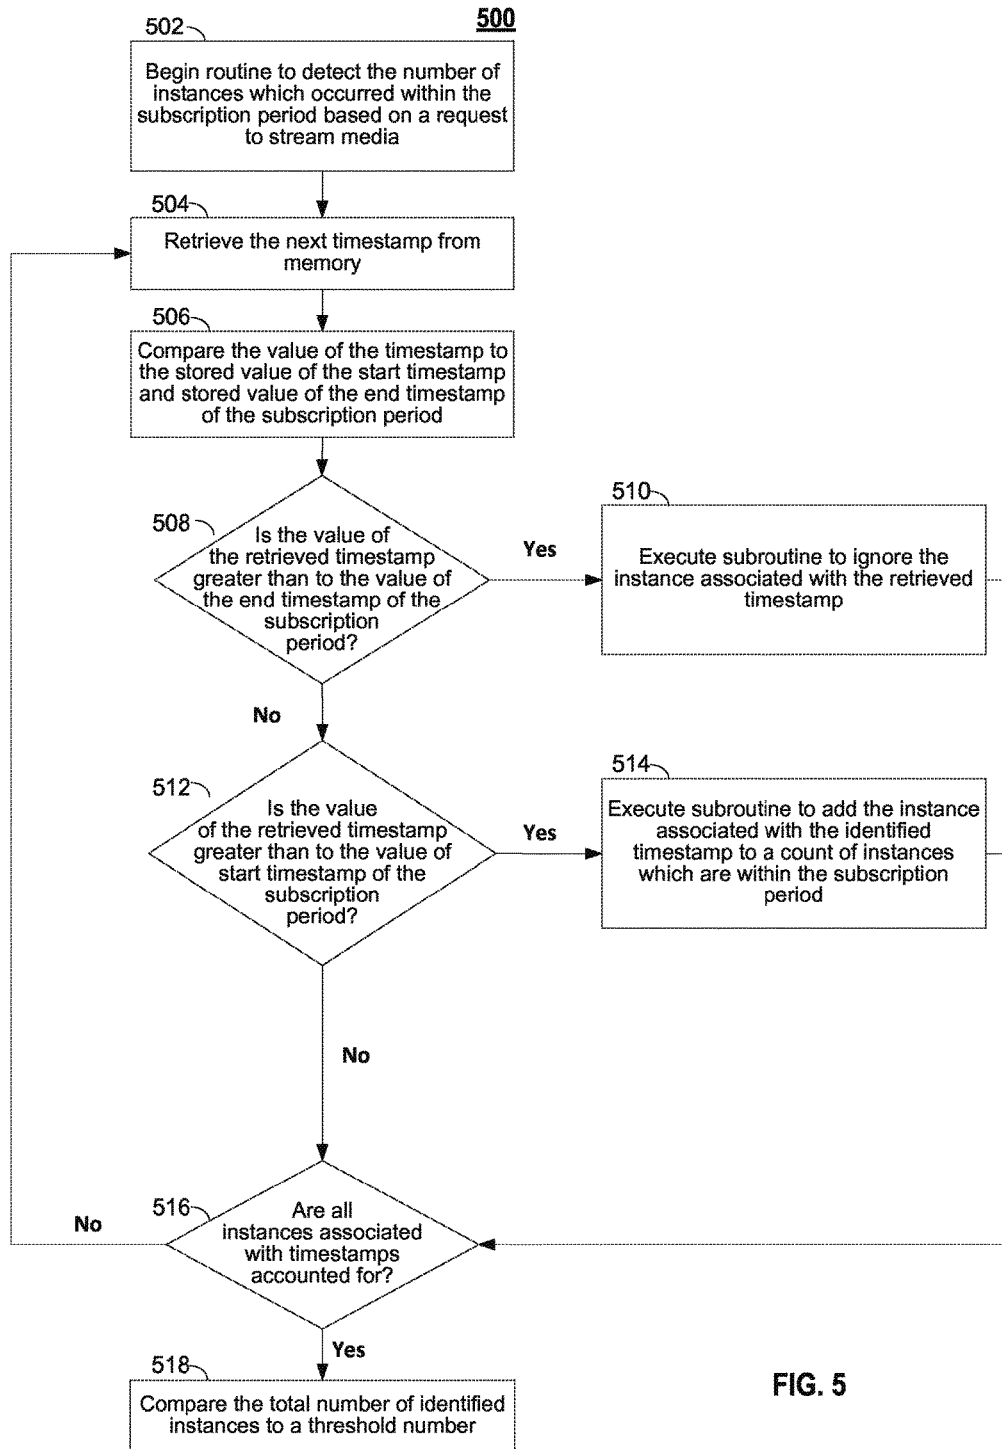 500
502
Begin routine to detect the number of
instances which occurred within the
subscription period based on a request
to stream media
504
Retrieve the next timestamp from
memory
506
Compare the value of the timestamp to
the stored value of the start timestamp
and stored value of the end timestamp
of the subscription period
508
Is the value of
the retrieved timestamp
greater than to the value of
the end timestamp of the
subscription
period?
Yes
510
Execute subroutine to ignore the
instance associated with the retrieved
timestamp
No
512
Is the value
of the retrieved timestamp
greater than to the value of
start timestamp of the
subscription
period?
Yes
514
Execute subroutine to add the instance
associated with the identified
timestamp to a count of instances
which are within the subscription
period
No
516
Are all
instances associated
with timestamps
accounted for?
No
Yes
518
Compare the total number of identified
instances to a threshold number
FIG. 5